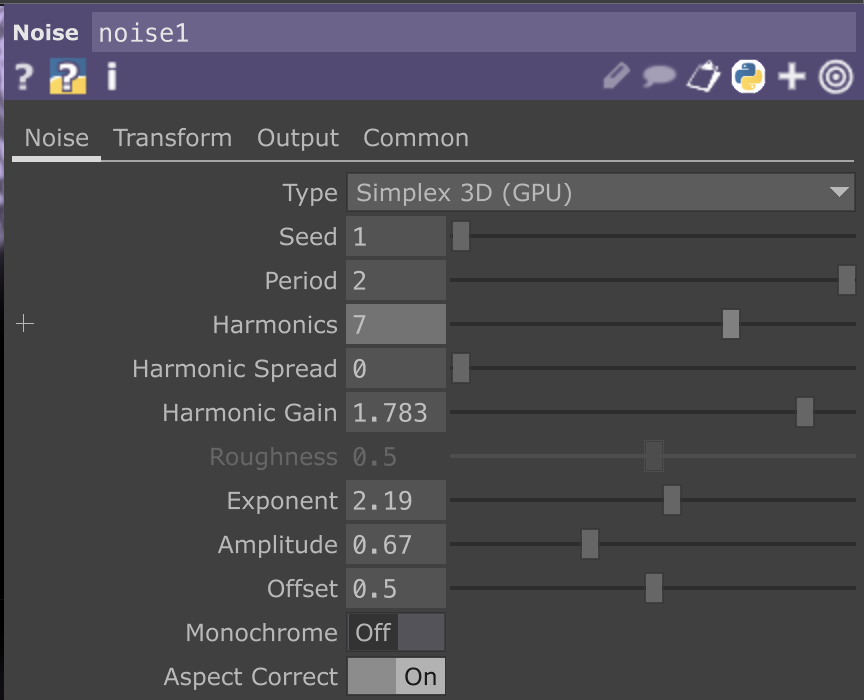 Noise noise1
? ? i
Noise Transform Output Common
Type Simplex 3D (GPU)
Seed 1
Period 2
Harmonics 7
Harmonic Spread 0
Harmonic Gain 1.783
Roughness 0.5
Exponent 2.19
Amplitude 0.67
Offset 0.5
Monochrome Off
Aspect Correct On